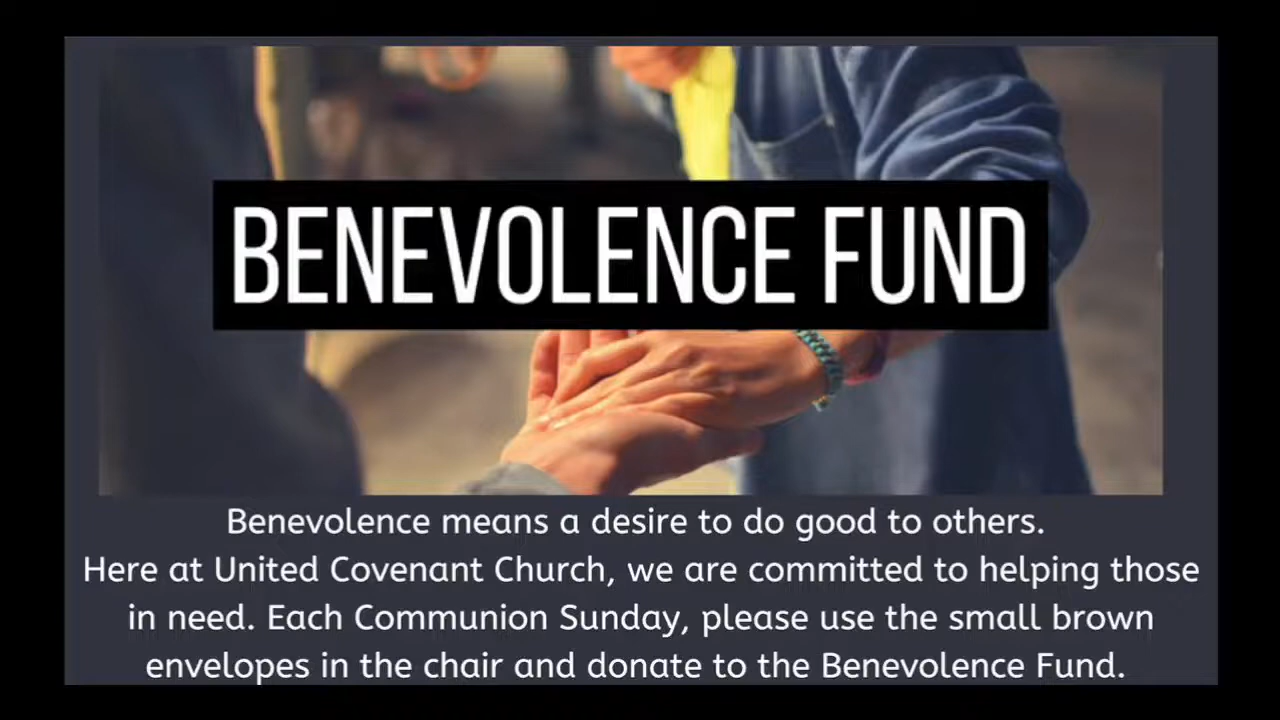 BENEVOLENCE FUND
Benevolence means a desire to do good to others.
Here at United Covenant Church, we are committed to helping those
in need. Each Communion Sunday, please use the small brown
envelopes in the chair and donate to the Benevolence Fund.